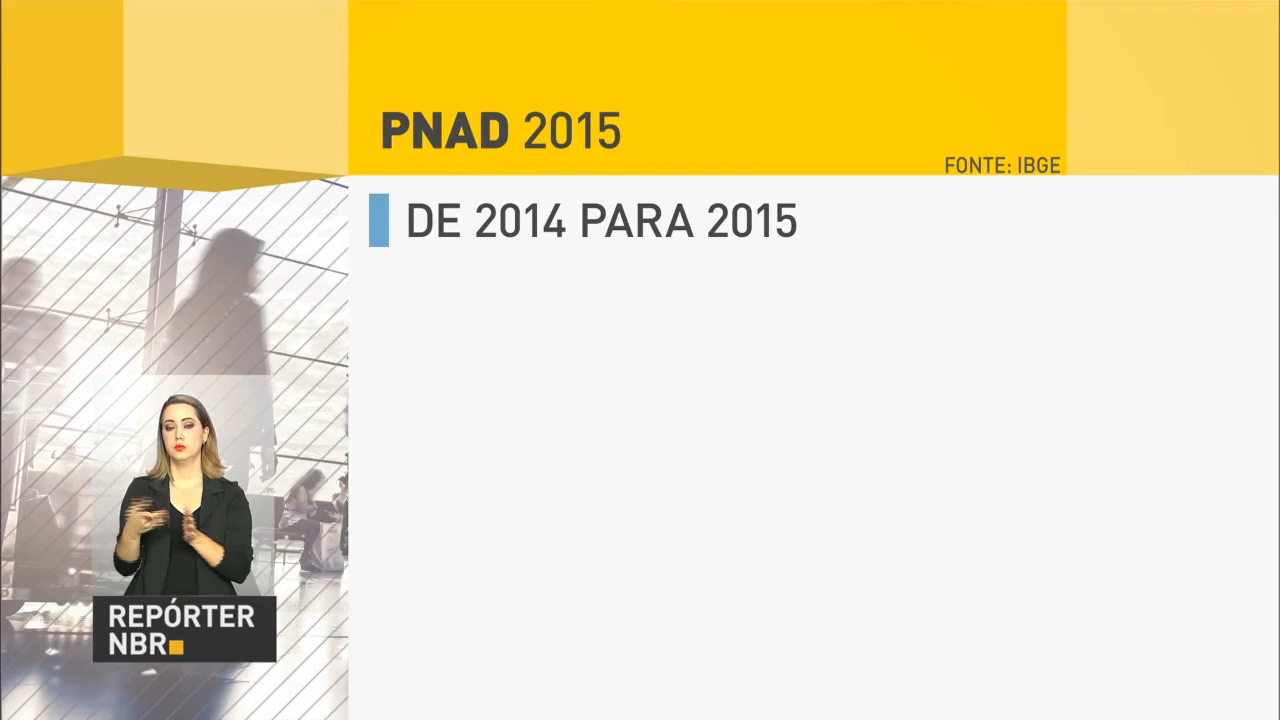 PNAD 2015
FONTE: IBGE
DE 2014 PARA 2015
REPÓRTER
NBR